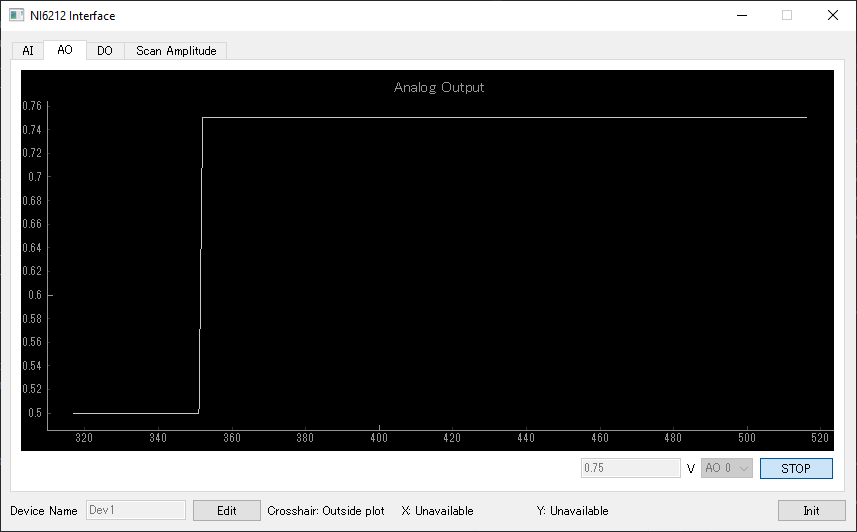 NI6212 Interface
AI AO DO Scan Amplitude
Analog Output
0.76
0.74
0.72
0.7
0.68
0.66
0.64
0.62
0.6
0.58
0.56
0.54
0.52
0.5
320 340 360 380 400 420 440 460 480 500 520
0.75 V AO 0 STOP
Device Name Dev1 Edit Crosshair: Outside plot X: Unavailable Y: Unavailable Init